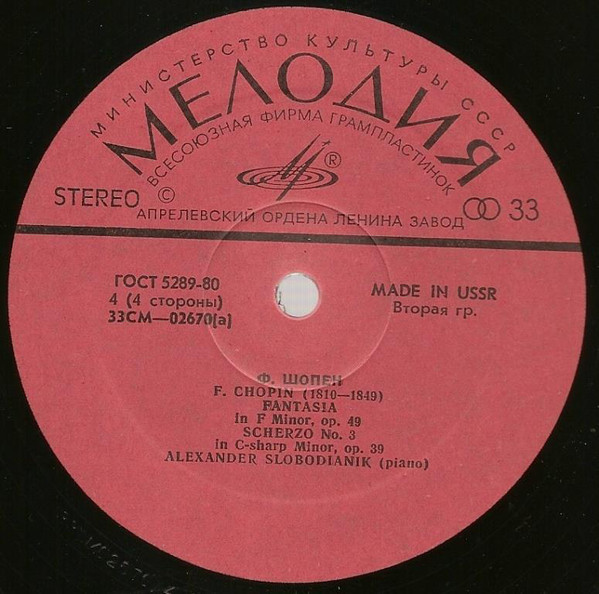 МИНИСТЕРСТВО КУЛЬТУРЫ СССР
МЕЛОДИЯ
ВСЕСОЮЗНАЯ ФИРМА ГРАМПЛАСТИНОК
®
STEREO ©
33
АПРЕЛЕВСКИЙ ОРДЕНА ЛЕНИНА ЗАВОД
ГОСТ 5289-80
4 (4 стороны)
33СМ—02670(а)
MADE IN USSR
Вторая гр.
Ф. ШОПЕН
F. CHOPIN (1810—1849)
FANTASIA
in F Minor, op. 49
SCHERZO No. 3
in C-sharp Minor, op. 39
ALEXANDER SLOBODIANIK (piano)